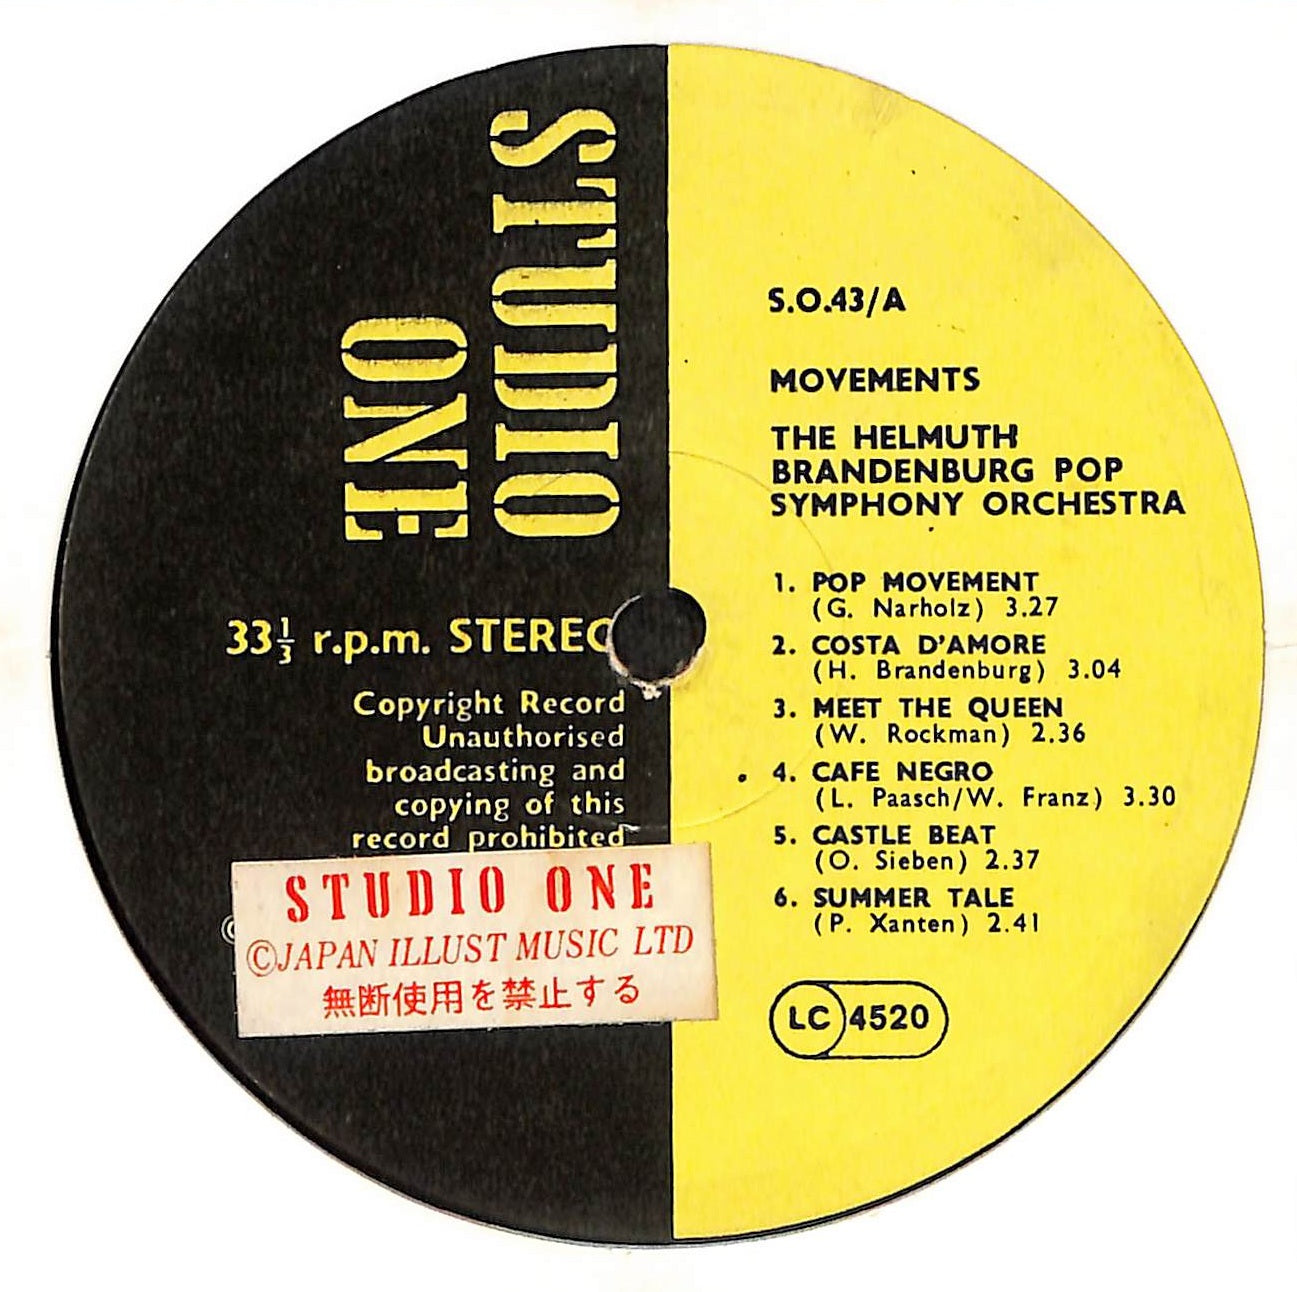 STUDIO
ONE
33⅓ r.p.m. STEREO
Copyright Record
Unauthorised
broadcasting and
copying of this
record prohibited
©
STUDIO ONE
©JAPAN ILLUST MUSIC LTD
無断使用を禁止する
S.O.43/A
MOVEMENTS
THE HELMUTH
BRANDENBURG POP
SYMPHONY ORCHESTRA
1. POP MOVEMENT
(G. Narholz) 3.27
2. COSTA D'AMORE
(H. Brandenburg) 3.04
3. MEET THE QUEEN
(W. Rockman) 2.36
4. CAFE NEGRO
(L. Paasch/W. Franz) 3.30
5. CASTLE BEAT
(O. Sieben) 2.37
6. SUMMER TALE
(P. Xanten) 2.41
LC 4520